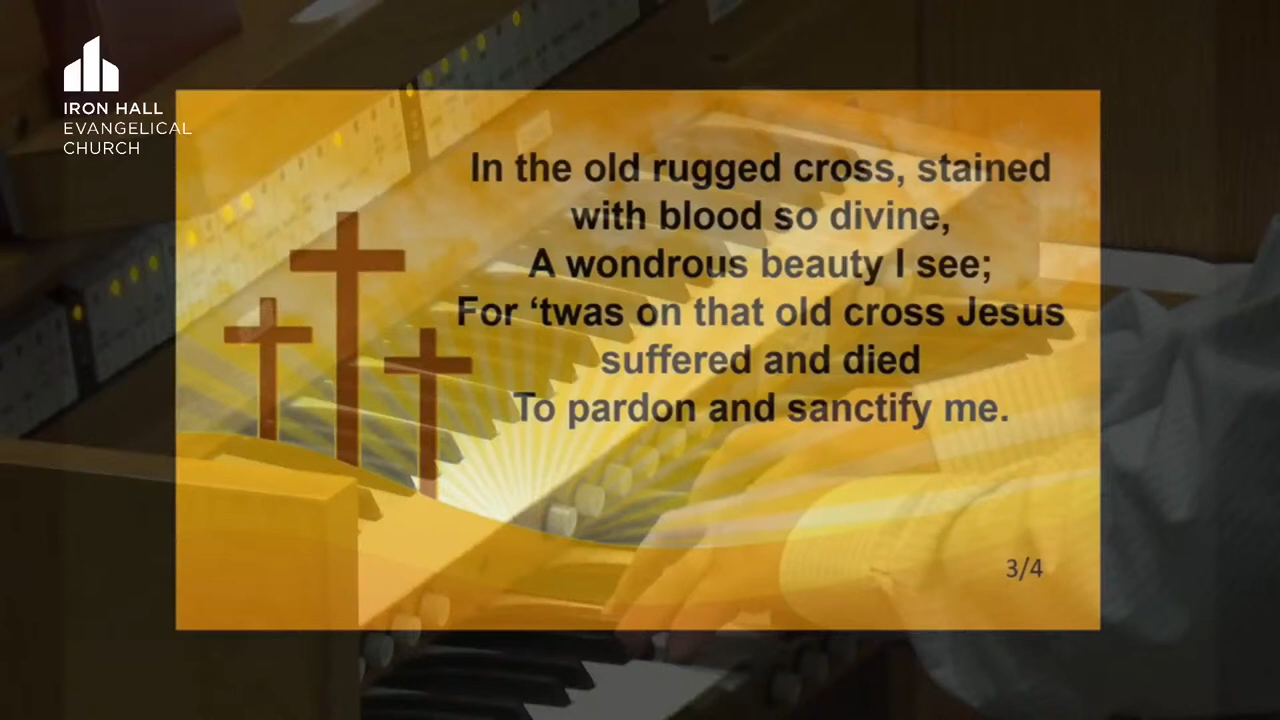 IRON HALL
EVANGELICAL
CHURCH
In the old rugged cross, stained
with blood so divine,
A wondrous beauty I see;
For ‘twas on that old cross Jesus
suffered and died
To pardon and sanctify me.
3/4